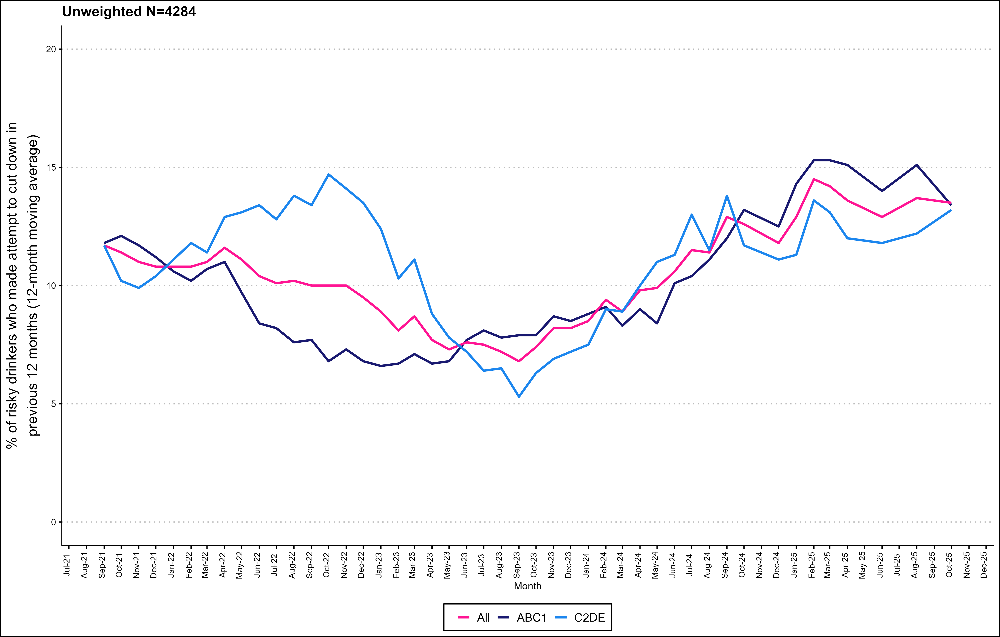 Unweighted N=4284
% of risky drinkers who made attempt to cut down in
previous 12 months (12-month moving average)
20
15
10
5
0
Jul-21
Aug-21
Sep-21
Oct-21
Nov-21
Dec-21
Jan-22
Feb-22
Mar-22
Apr-22
May-22
Jun-22
Jul-22
Aug-22
Sep-22
Oct-22
Nov-22
Dec-22
Jan-23
Feb-23
Mar-23
Apr-23
May-23
Jun-23
Jul-23
Aug-23
Sep-23
Oct-23
Nov-23
Dec-23
Jan-24
Feb-24
Mar-24
Apr-24
May-24
Jun-24
Jul-24
Aug-24
Sep-24
Oct-24
Nov-24
Dec-24
Jan-25
Feb-25
Mar-25
Apr-25
May-25
Jun-25
Jul-25
Aug-25
Sep-25
Oct-25
Nov-25
Dec-25
Month
All ABC1 C2DE